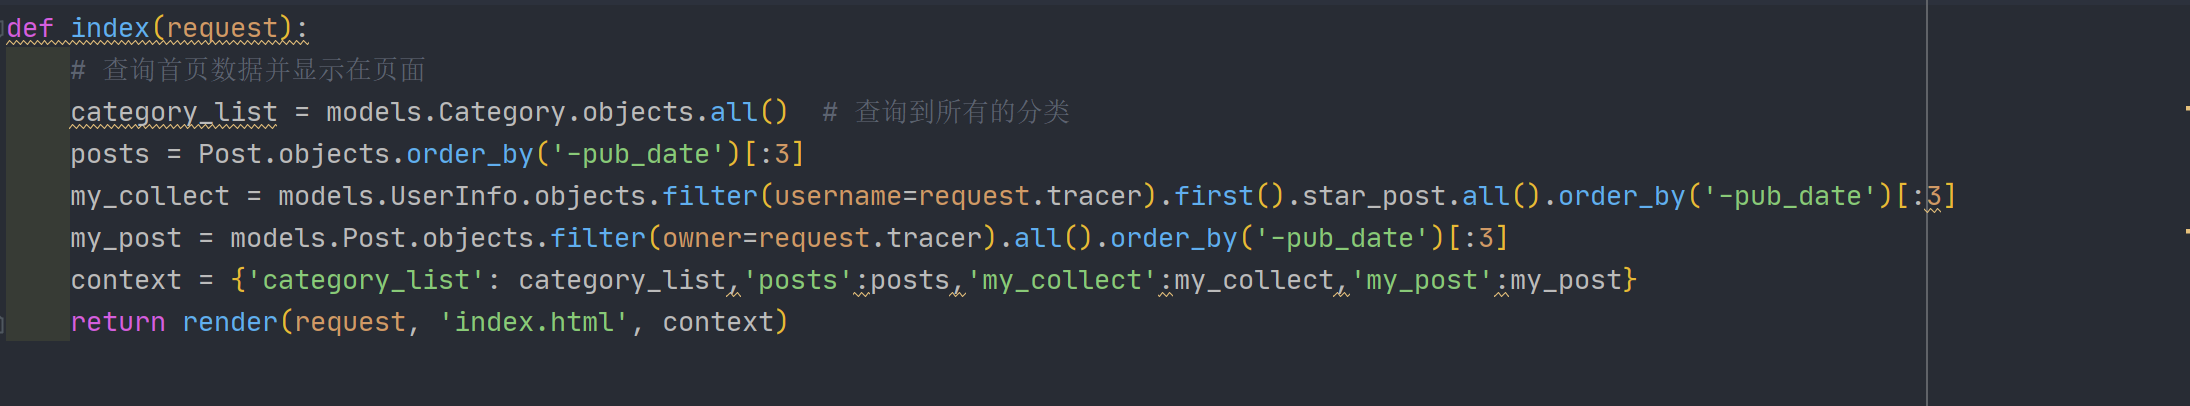 def index(request):
    # 查询首页数据并显示在页面
    category_list = models.Category.objects.all()  # 查询到所有的分类
    posts = Post.objects.order_by('-pub_date')[:3]
    my_collect = models.UserInfo.objects.filter(username=request.tracer).first().star_post.all().order_by('-pub_date')[:3]
    my_post = models.Post.objects.filter(owner=request.tracer).all().order_by('-pub_date')[:3]
    context = {'category_list': category_list,'posts':posts,'my_collect':my_collect,'my_post':my_post}
    return render(request, 'index.html', context)